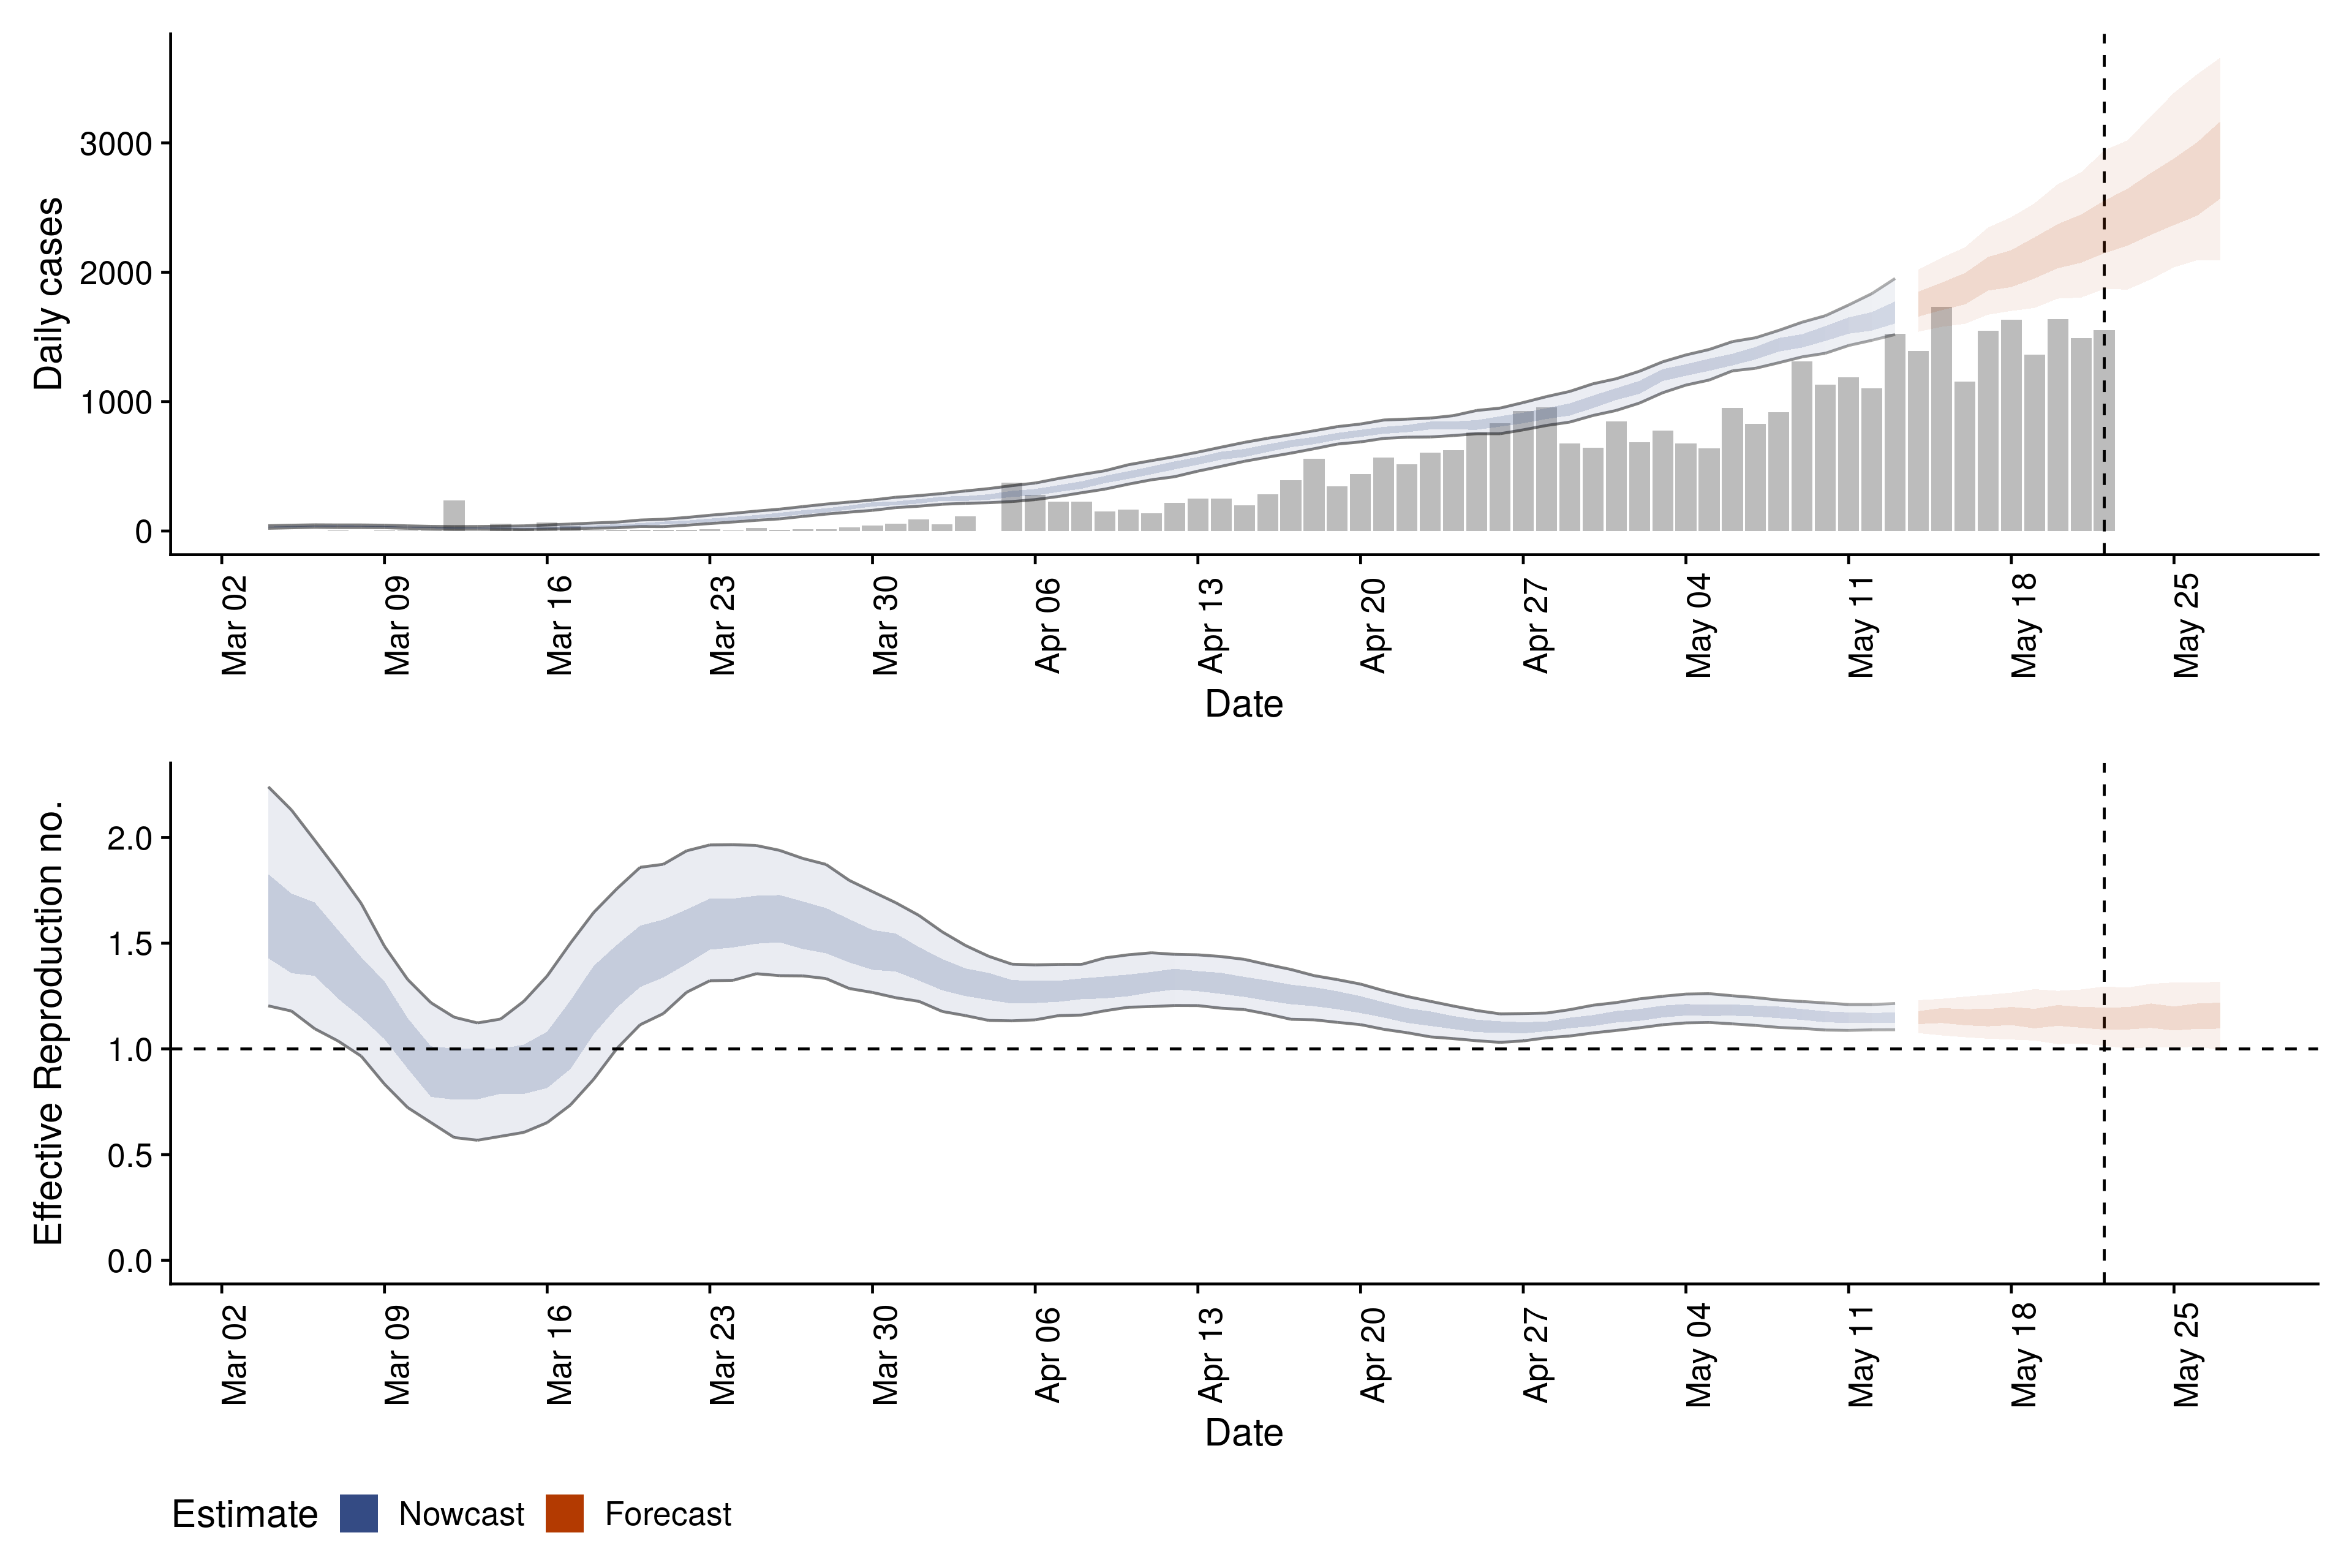 Daily cases
3000
2000
1000
0
Mar 02
Mar 09
Mar 16
Mar 23
Mar 30
Apr 06
Apr 13
Apr 20
Apr 27
May 04
May 11
May 18
May 25
Date
Effective Reproduction no.
2.0
1.5
1.0
0.5
0.0
Mar 02
Mar 09
Mar 16
Mar 23
Mar 30
Apr 06
Apr 13
Apr 20
Apr 27
May 04
May 11
May 18
May 25
Date
Estimate Nowcast Forecast